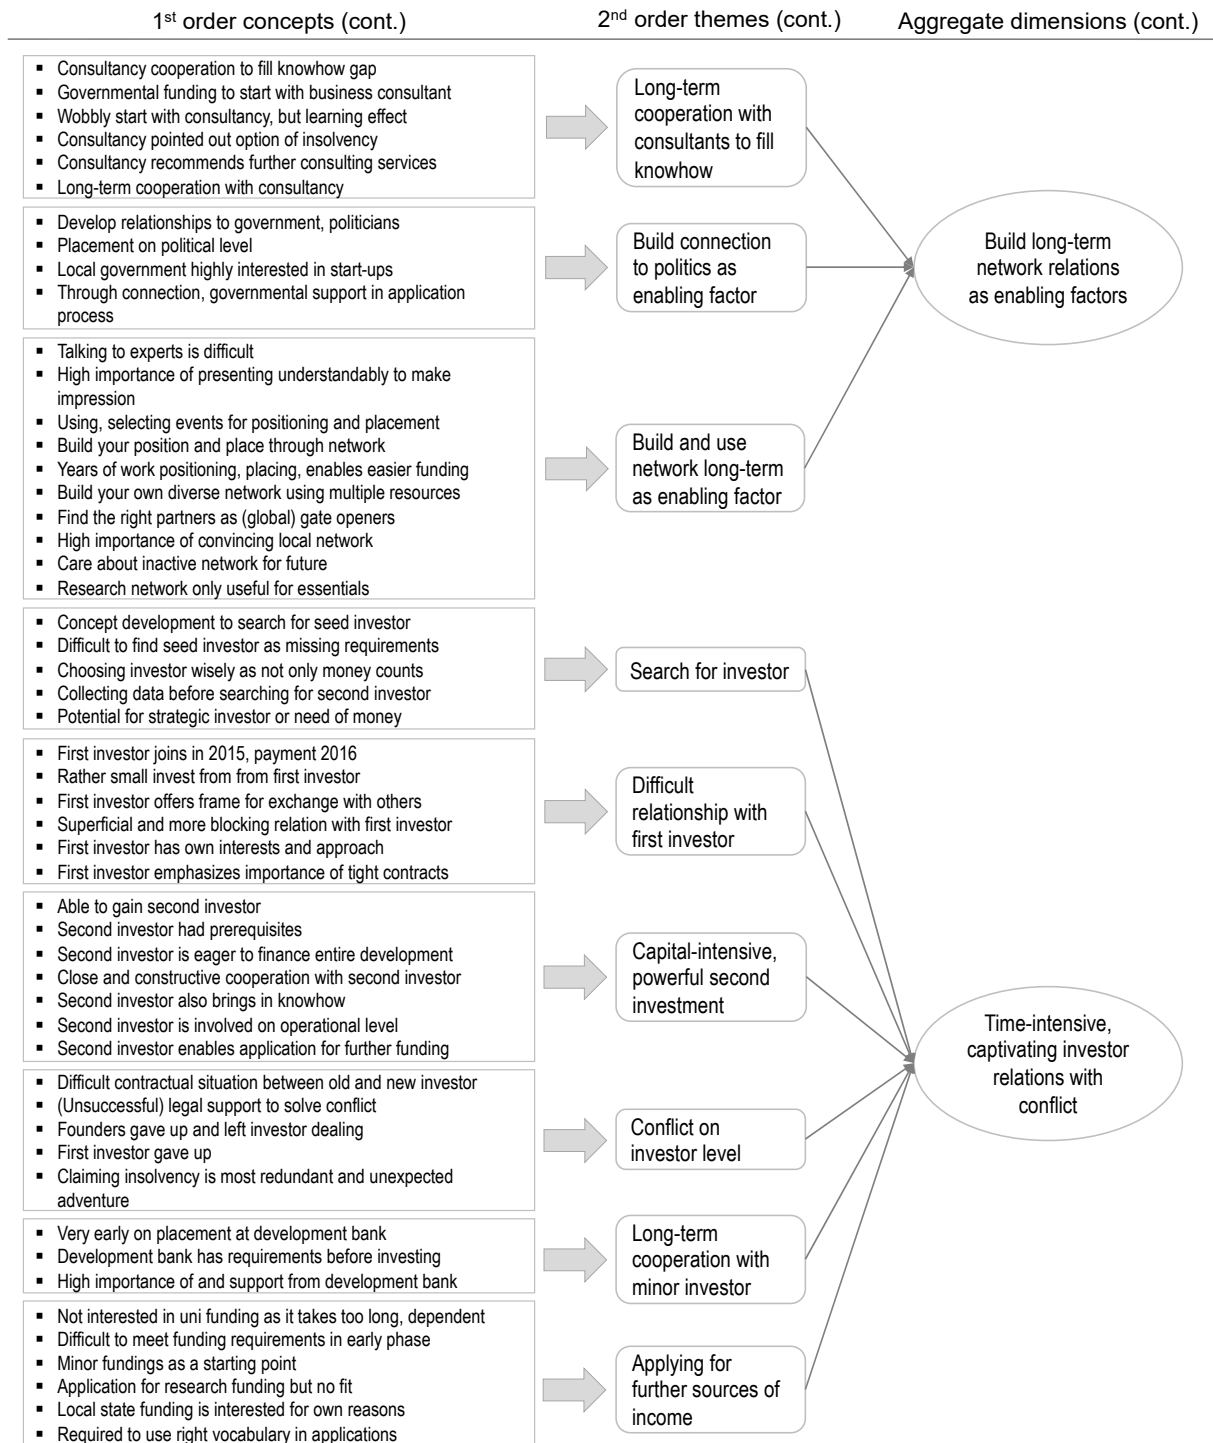 1st order concepts (cont.)
2nd order themes (cont.)
Aggregate dimensions (cont.)
▪ Consultancy cooperation to fill knowhow gap
▪ Governmental funding to start with business consultant
▪ Wobbly start with consultancy, but learning effect
▪ Consultancy pointed out option of insolvency
▪ Consultancy recommends further consulting services
▪ Long-term cooperation with consultancy
Long-term
cooperation with
consultants to fill
knowhow
▪ Develop relationships to government, politicians
▪ Placement on political level
▪ Local government highly interested in start-ups
▪ Through connection, governmental support in application
process
Build connection
to politics as
enabling factor
Build long-term
network relations
as enabling factors
▪ Talking to experts is difficult
▪ High importance of presenting understandably to make
impression
▪ Using, selecting events for positioning and placement
▪ Build your position and place through network
▪ Years of work positioning, placing, enables easier funding
▪ Build your own diverse network using multiple resources
▪ Find the right partners as (global) gate openers
▪ High importance of convincing local network
▪ Care about inactive network for future
▪ Research network only useful for essentials
Build and use
network long-term
as enabling factor
▪ Concept development to search for seed investor
▪ Difficult to find seed investor as missing requirements
▪ Choosing investor wisely as not only money counts
▪ Collecting data before searching for second investor
▪ Potential for strategic investor or need of money
Search for investor
▪ First investor joins in 2015, payment 2016
▪ Rather small invest from from first investor
▪ First investor offers frame for exchange with others
▪ Superficial and more blocking relation with first investor
▪ First investor has own interests and approach
▪ First investor emphasizes importance of tight contracts
Difficult
relationship with
first investor
▪ Able to gain second investor
▪ Second investor had prerequisites
▪ Second investor is eager to finance entire development
▪ Close and constructive cooperation with second investor
▪ Second investor also brings in knowhow
▪ Second investor is involved on operational level
▪ Second investor enables application for further funding
Capital-intensive,
powerful second
investment
Time-intensive,
captivating investor
relations with
conflict
▪ Difficult contractual situation between old and new investor
▪ (Unsuccessful) legal support to solve conflict
▪ Founders gave up and left investor dealing
▪ First investor gave up
▪ Claiming insolvency is most redundant and unexpected
adventure
Conflict on
investor level
▪ Very early on placement at development bank
▪ Development bank has requirements before investing
▪ High importance of and support from development bank
Long-term
cooperation with
minor investor
▪ Not interested in uni funding as it takes too long, dependent
▪ Difficult to meet funding requirements in early phase
▪ Minor fundings as a starting point
▪ Application for research funding but no fit
▪ Local state funding is interested for own reasons
▪ Required to use right vocabulary in applications
Applying for
further sources of
income